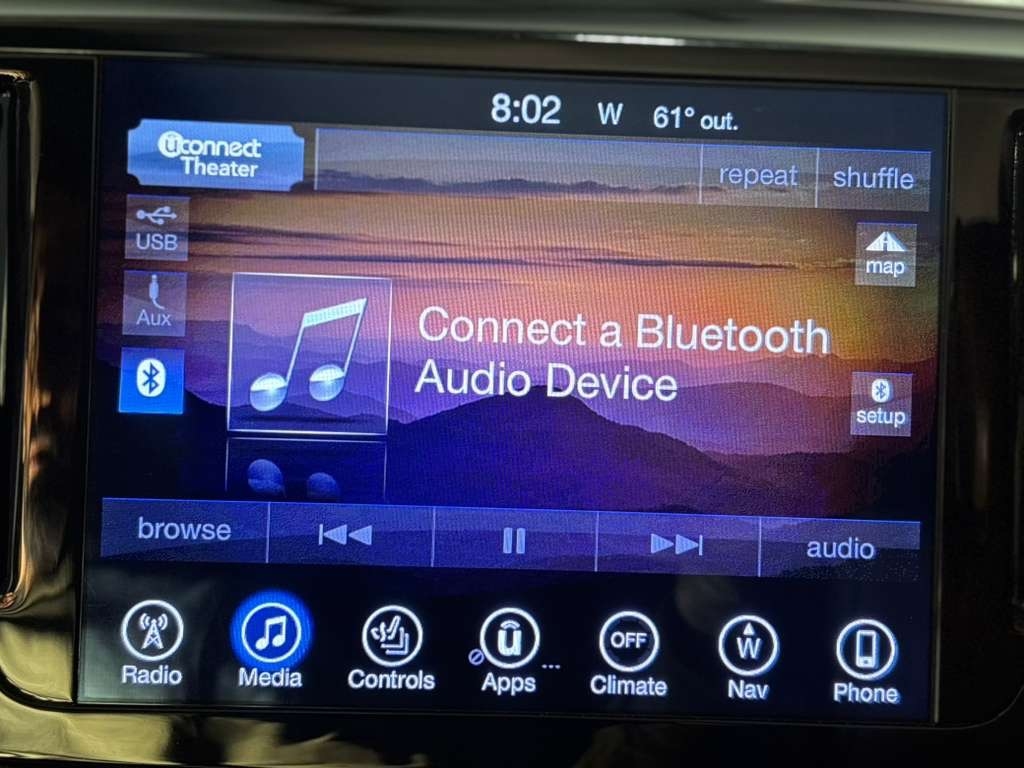 8:02 W 61° out.
uconnect
Theater
repeat
shuffle
USB
map
Aux
Connect a Bluetooth
Audio Device
setup
browse
audio
OFF
W
Radio
Media
Controls
Apps
...
Climate
Nav
Phone